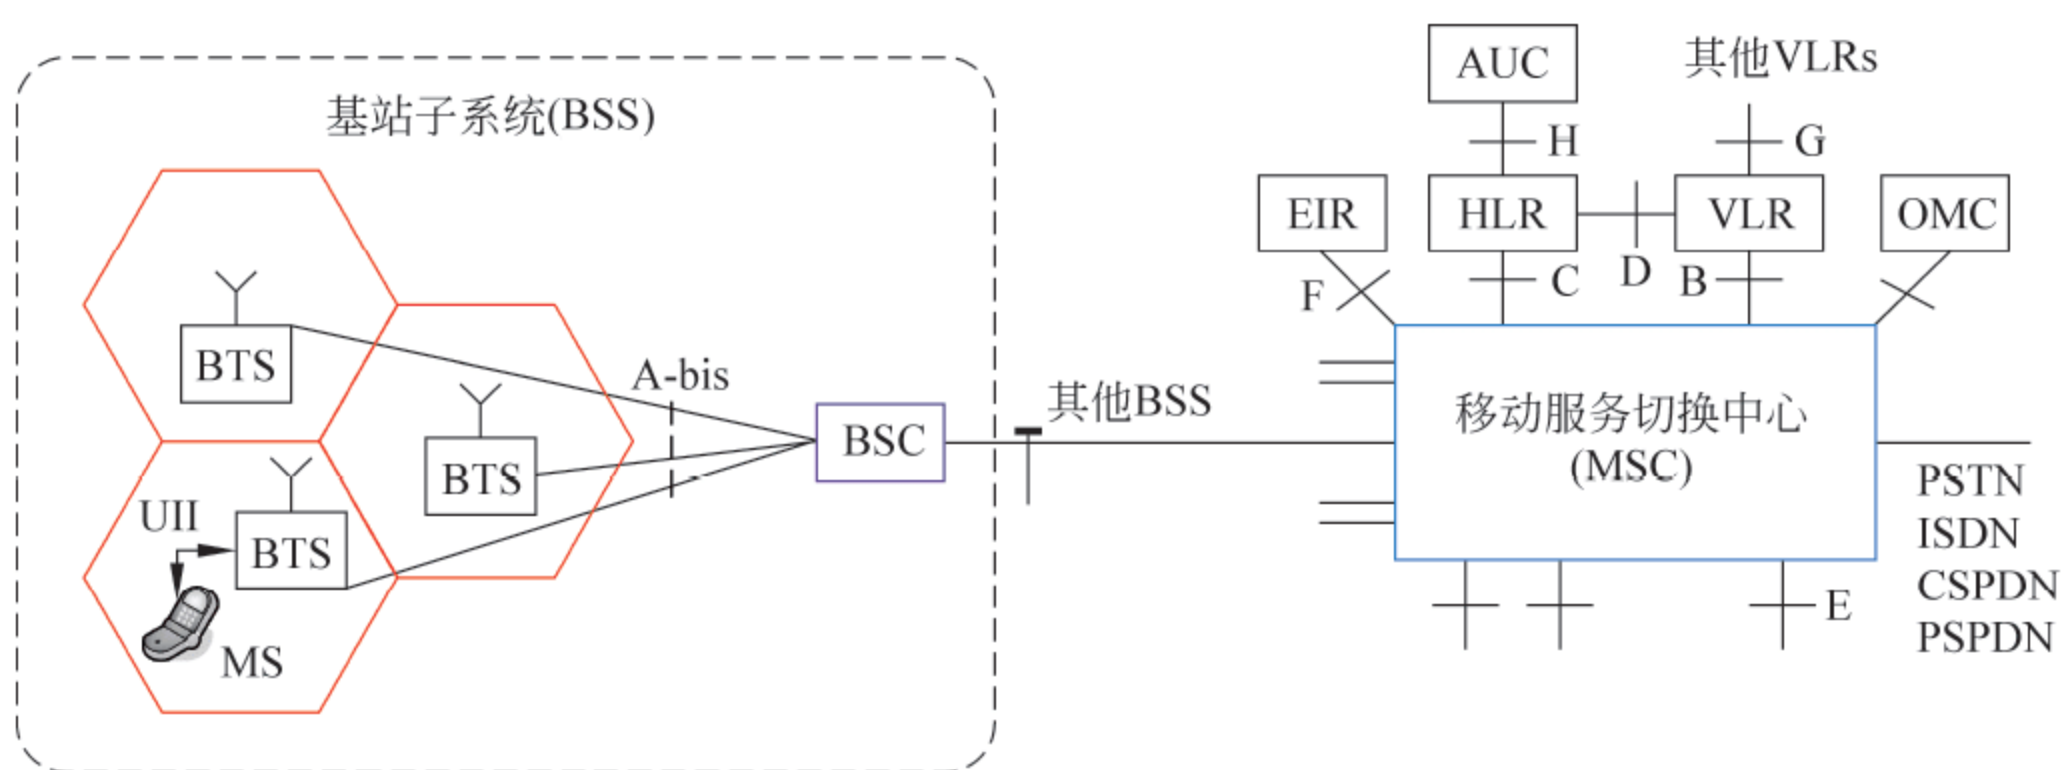 基站子系统(BSS)
BTS
BTS
BTS
UII
MS
A-bis
BSC
其他BSS
AUC
其他VLRs
H
G
EIR
HLR
VLR
OMC
F
C
D
B
移动服务切换中心
(MSC)
E
PSTN
ISDN
CSPDN
PSPDN